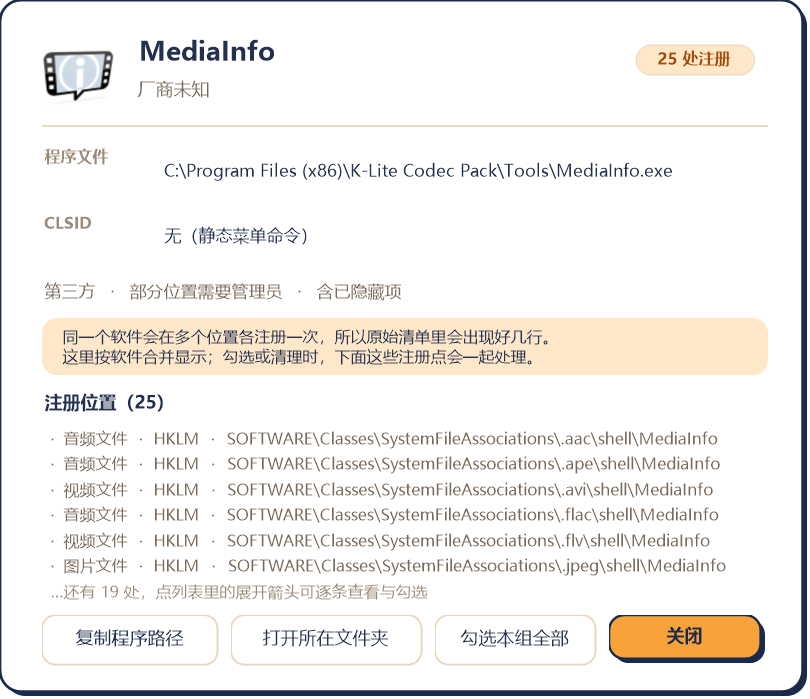 MediaInfo
25 处注册
厂商未知
程序文件
C:\Program Files (x86)\K-Lite Codec Pack\Tools\MediaInfo.exe
CLSID
无（静态菜单命令）
第三方 · 部分位置需要管理员 · 含已隐藏项
同一个软件会在多个位置各注册一次，所以原始清单里会出现好几行。
这里按软件合并显示；勾选或清理时，下面这些注册点会一起处理。
注册位置（25）
· 音频文件 · HKLM · SOFTWARE\Classes\SystemFileAssociations\.aac\shell\MediaInfo
· 音频文件 · HKLM · SOFTWARE\Classes\SystemFileAssociations\.ape\shell\MediaInfo
· 视频文件 · HKLM · SOFTWARE\Classes\SystemFileAssociations\.avi\shell\MediaInfo
· 音频文件 · HKLM · SOFTWARE\Classes\SystemFileAssociations\.flac\shell\MediaInfo
· 视频文件 · HKLM · SOFTWARE\Classes\SystemFileAssociations\.flv\shell\MediaInfo
· 图片文件 · HKLM · SOFTWARE\Classes\SystemFileAssociations\.jpeg\shell\MediaInfo
...还有 19 处，点列表里的展开箭头可逐条查看与勾选
复制程序路径
打开所在文件夹
勾选本组全部
关闭